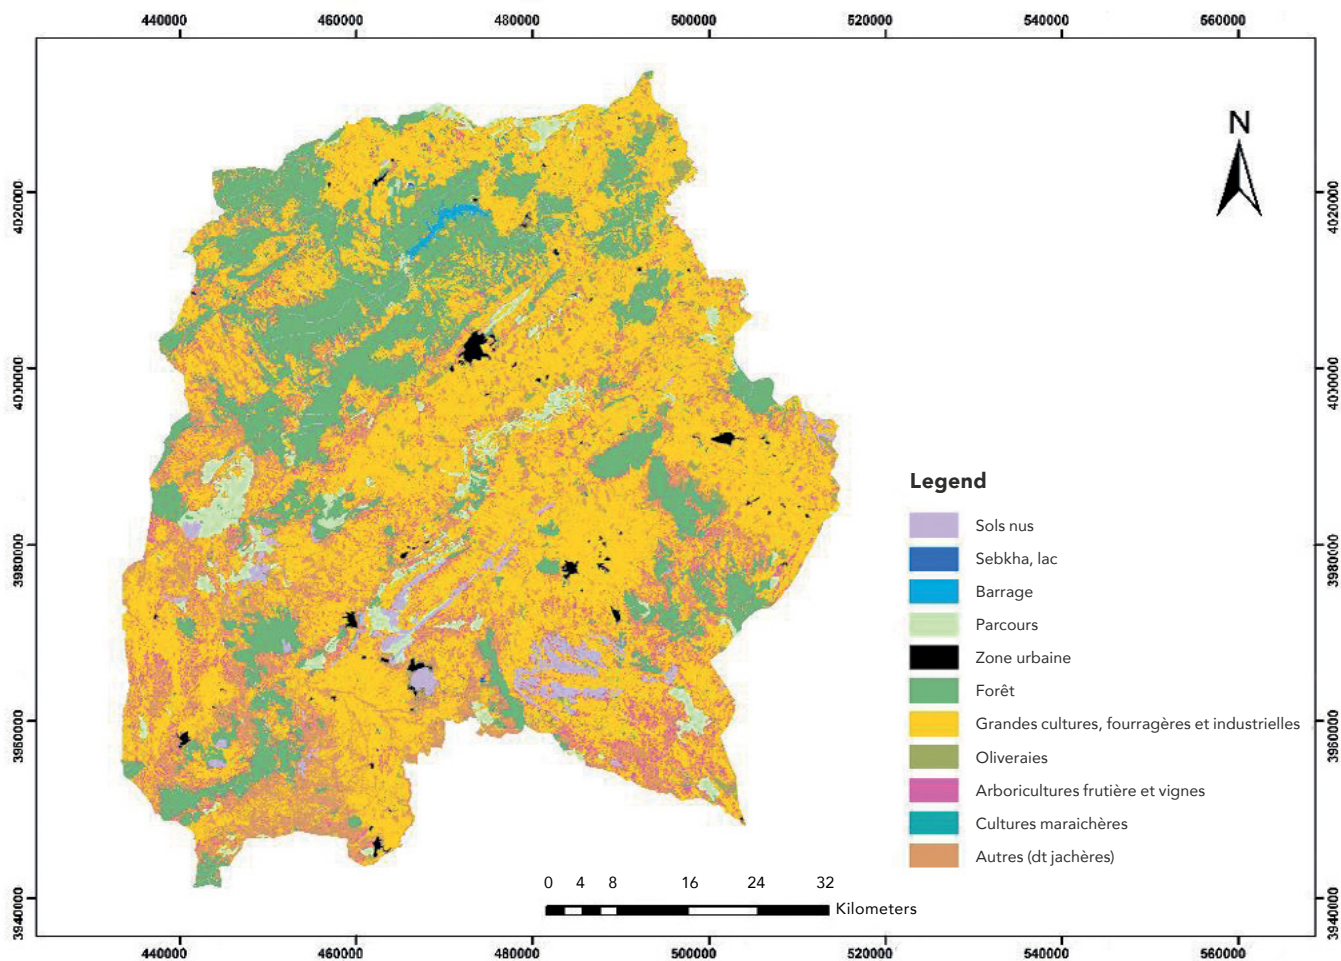 440000 460000 480000 500000 520000 540000 560000
N
4020000 4020000
4000000 4000000
Legend
Sols nus
3980000 3980000
Sebkha, lac
Barrage
Parcours
Zone urbaine
Forêt
Grandes cultures, fourragères et industrielles
3960000 3960000
Oliveraies
Arboricultures frutière et vignes
Cultures maraichères
Autres (dt jachères)
0 4 8 16 24 32
Kilometers
3940000 3940000
440000 460000 480000 500000 520000 540000 560000